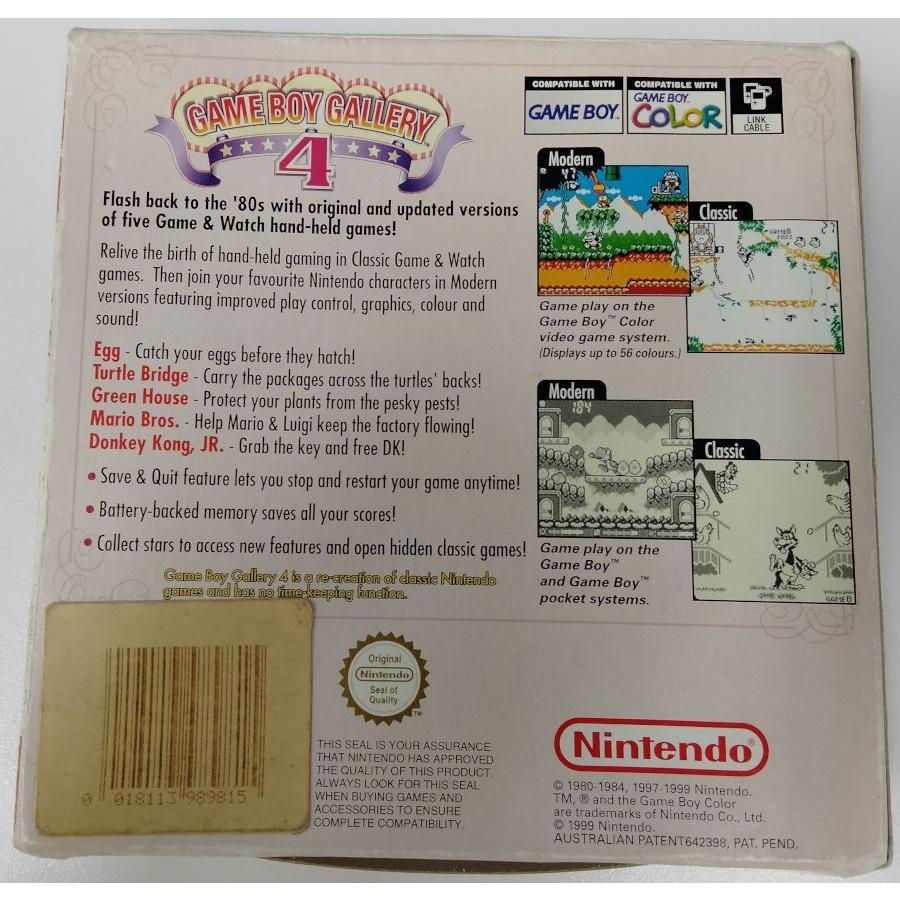 GAME BOY GALLERY
4
COMPATIBLE WITH
GAME BOY™
COMPATIBLE WITH
GAME BOY
COLOR
LINK
CABLE
Flash back to the '80s with original and updated versions
of five Game & Watch hand-held games!
Relive the birth of hand-held gaming in Classic Game & Watch
games. Then join your favourite Nintendo characters in Modern
versions featuring improved play control, graphics, colour and
sound!
Egg - Catch your eggs before they hatch!
Turtle Bridge - Carry the packages across the turtles' backs!
Green House - Protect your plants from the pesky pests!
Mario Bros. - Help Mario & Luigi keep the factory flowing!
Donkey Kong, JR. - Grab the key and free DK!
• Save & Quit feature lets you stop and restart your game anytime!
• Battery-backed memory saves all your scores!
• Collect stars to access new features and open hidden classic games!
Game Boy Gallery 4 is a re-creation of classic Nintendo
games and has no time-keeping function.
Modern
47
Classic
GAME B
MISS
27
Game play on the
Game Boy™ Color
video game system.
(Displays up to 56 colours.)
Modern
184
Classic
21
GAME B
Game play on the
Game Boy™
and Game Boy™
pocket systems.
0 018113 989815
Original
Nintendo
Seal of
Quality
TM
THIS SEAL IS YOUR ASSURANCE
THAT NINTENDO HAS APPROVED
THE QUALITY OF THIS PRODUCT.
ALWAYS LOOK FOR THIS SEAL
WHEN BUYING GAMES AND
ACCESSORIES TO ENSURE
COMPLETE COMPATIBILITY.
Nintendo®
© 1980-1984, 1997-1999 Nintendo.
TM, ® and the Game Boy Color
are trademarks of Nintendo Co., Ltd.
© 1999 Nintendo.
AUSTRALIAN PATENT642398, PAT. PEND.